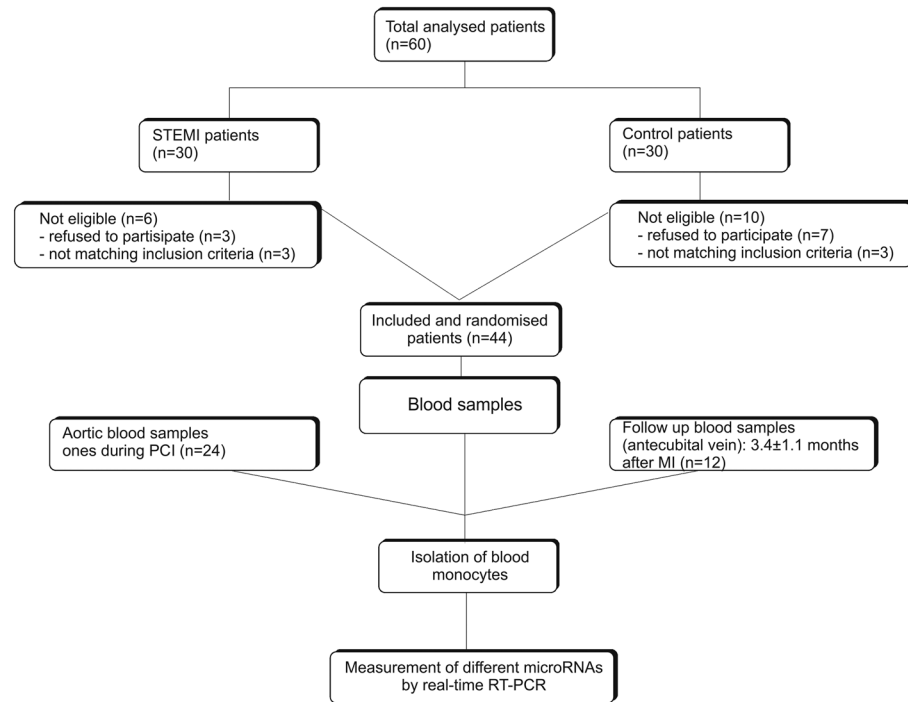 Total analysed patients
(n=60)
STEMI patients
(n=30)
Control patients
(n=30)
Not eligible (n=6)
- refused to partisipate (n=3)
- not matching inclusion criteria (n=3)
Not eligible (n=10)
- refused to participate (n=7)
- not matching inclusion criteria (n=3)
Included and randomised
patients (n=44)
Blood samples
Aortic blood samples
ones during PCI (n=24)
Follow up blood samples
(antecubital vein): 3.4±1.1 months
after MI (n=12)
Isolation of blood
monocytes
Measurement of different microRNAs
by real-time RT-PCR